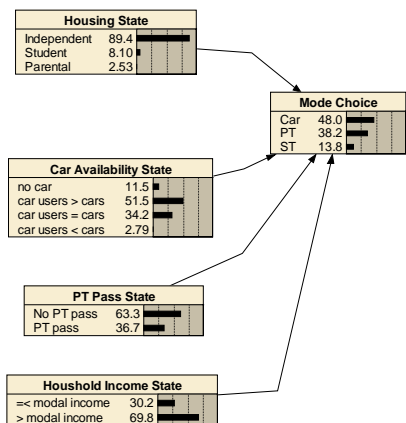 Housing State
Independent 89.4
Student 8.10
Parental 2.53
Mode Choice
Car 48.0
PT 38.2
ST 13.8
Car Availability State
no car 11.5
car users > cars 51.5
car users = cars 34.2
car users < cars 2.79
PT Pass State
No PT pass 63.3
PT pass 36.7
Houshold Income State
=< modal income 30.2
> modal income 69.8